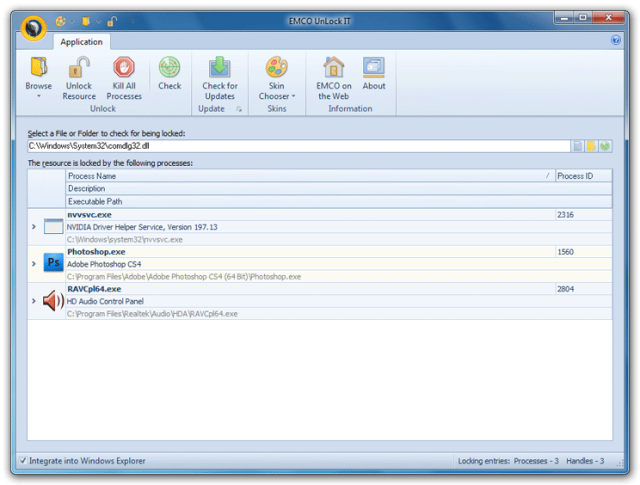 EMCO UnLock IT
Application
Browse
Unlock Resource
Kill All Processes
Check
Check for Updates
Skin Chooser
EMCO on the Web
About
Unlock
Update
Skins
Information
Select a File or Folder to check for being locked:
C:\Windows\System32\comdlg32.dll
The resource is locked by the following processes:
Process Name / Process ID
Description
Executable Path
nvvsvc.exe 2316
NVIDIA Driver Helper Service, Version 197.13
C:\Windows\system32\nvvsvc.exe
Ps
Photoshop.exe 1560
Adobe Photoshop CS4
C:\Program Files\Adobe\Adobe Photoshop CS4 (64 Bit)\Photoshop.exe
RAVCpl64.exe 2804
HD Audio Control Panel
C:\Program Files\Realtek\Audio\HDA\RAVCpl64.exe
Integrate into Windows Explorer
Locking entries: Processes - 3 Handles - 3